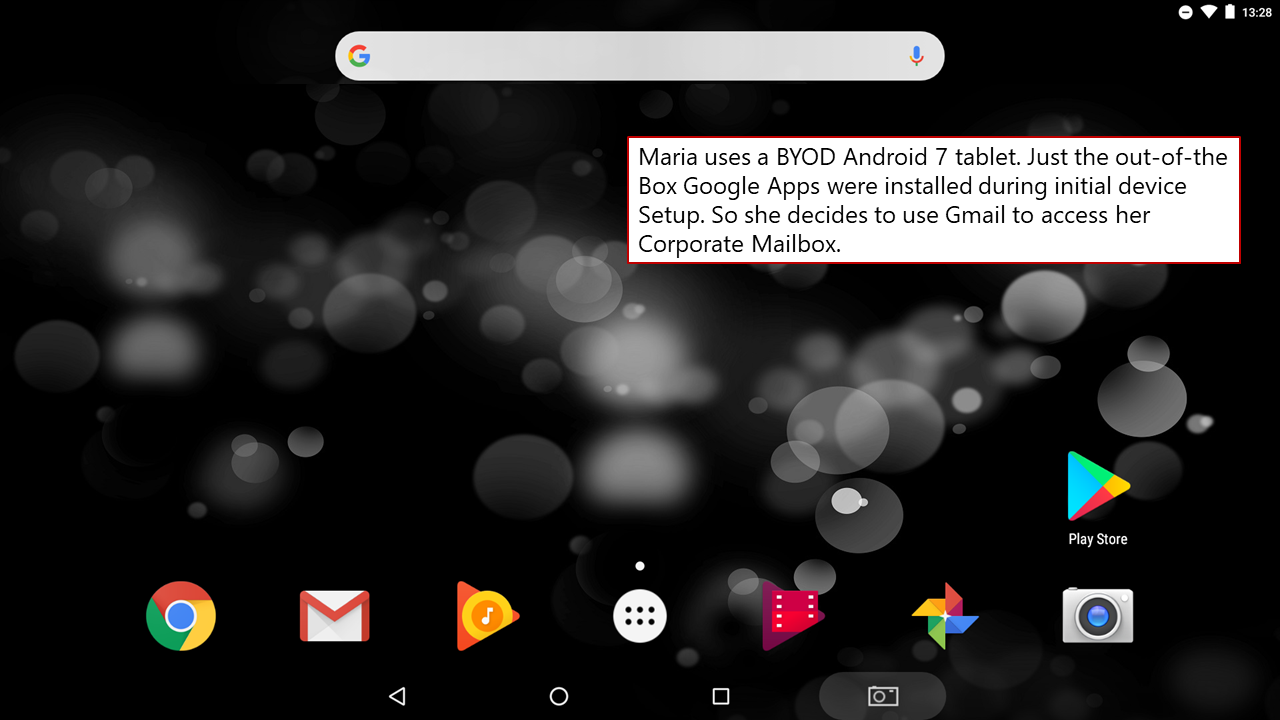 13:28
Maria uses a BYOD Android 7 tablet. Just the out-of-the
Box Google Apps were installed during initial device
Setup. So she decides to use Gmail to access her
Corporate Mailbox.
Play Store